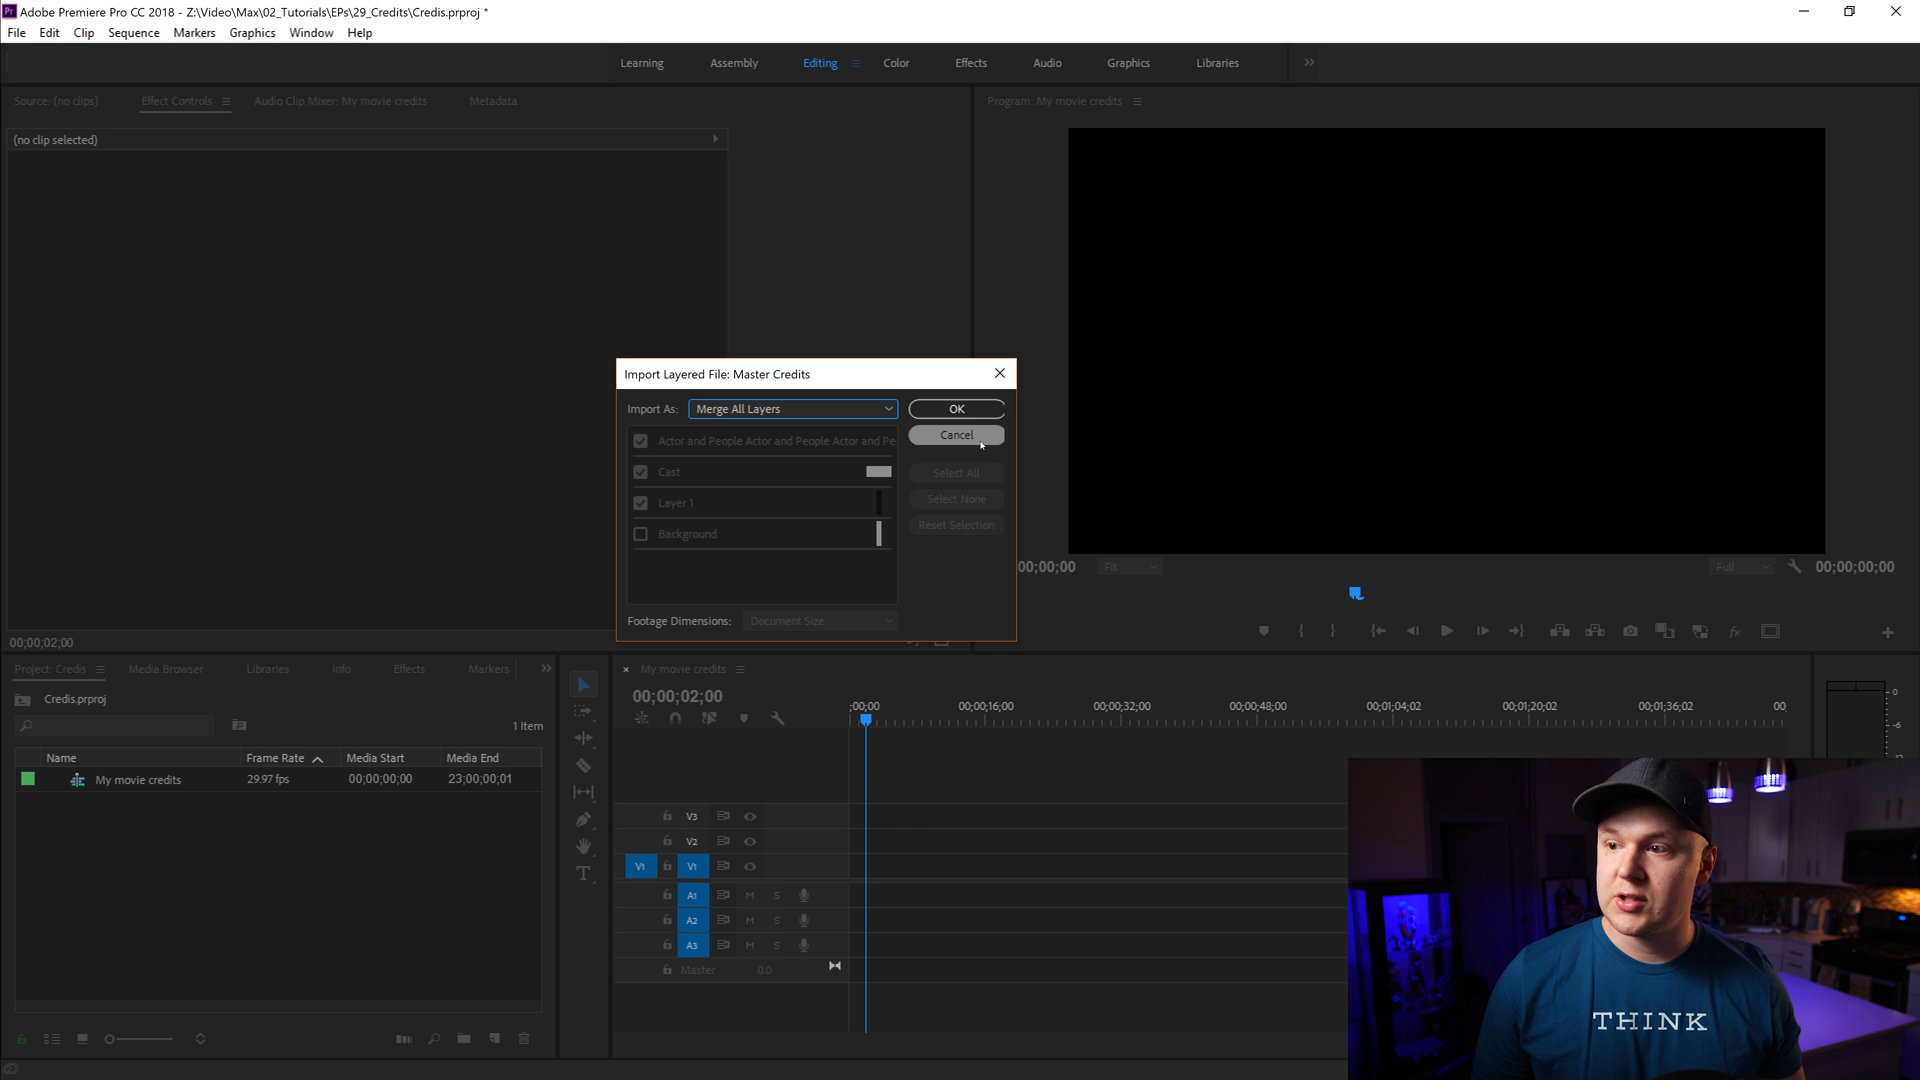 Pr Adobe Premiere Pro CC 2018 - Z:\Video\Max\02_Tutorials\EPs\29_Credits\Credis.prproj *
File Edit Clip Sequence Markers Graphics Window Help
Learning Assembly Editing Color Effects Audio Graphics Libraries
Source: (no clips) Effect Controls Audio Clip Mixer: My movie credits Metadata
Program: My movie credits
(no clip selected)
Import Layered File: Master Credits
Import As: Merge All Layers OK
Cancel
Actor and People Actor and People Actor and Pe
Cast Select All
Layer 1 Select None
Reset Selection
Background
Footage Dimensions: Document Size
00;00;00 Fit Full 00;00;00;00
00;00;02;00
Project: Credis Media Browser Libraries Info Effects Markers
Credis.prproj
1 Item
Name Frame Rate Media Start Media End
My movie credits 29.97 fps 00;00;00;00 23;00;00;01
My movie credits
00;00;02;00
;00;00 00;00;16;00 00;00;32;00 00;00;48;00 00;01;04;02 00;01;20;02 00;01;36;02 00;
0
-6
V3
V2
V1 V1
A1 M S
A2 M S
A3 M S
Master 0.0
THINK